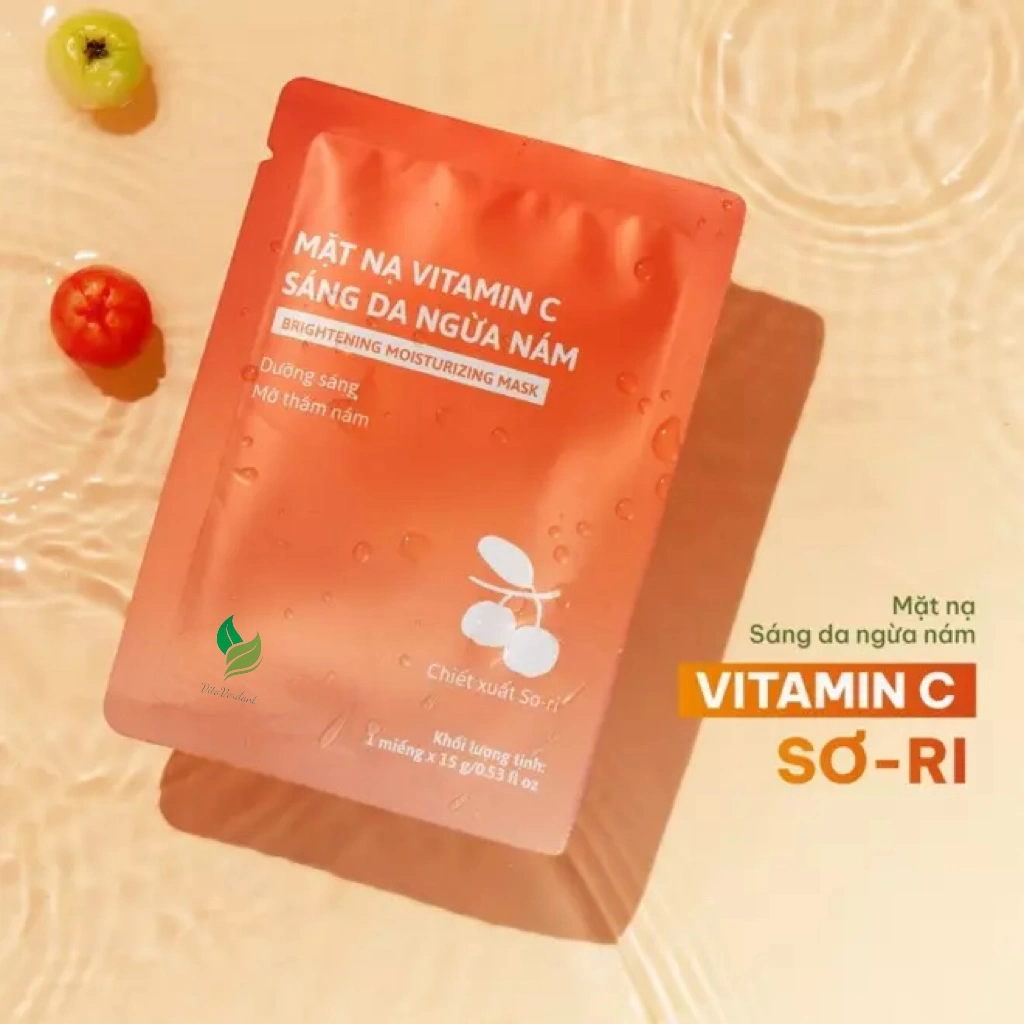 MẶT NẠ VITAMIN C
SÁNG DA NGỪA NÁM
BRIGHTENING MOISTURIZING MASK
Dưỡng sáng
Mờ thâm nám
Chiết xuất Sơ-ri
Khối lượng tịnh:
1 miếng x 15 g/0.53 fl oz
Mặt nạ
Sáng da ngừa nám
VITAMIN C
SƠ-RI